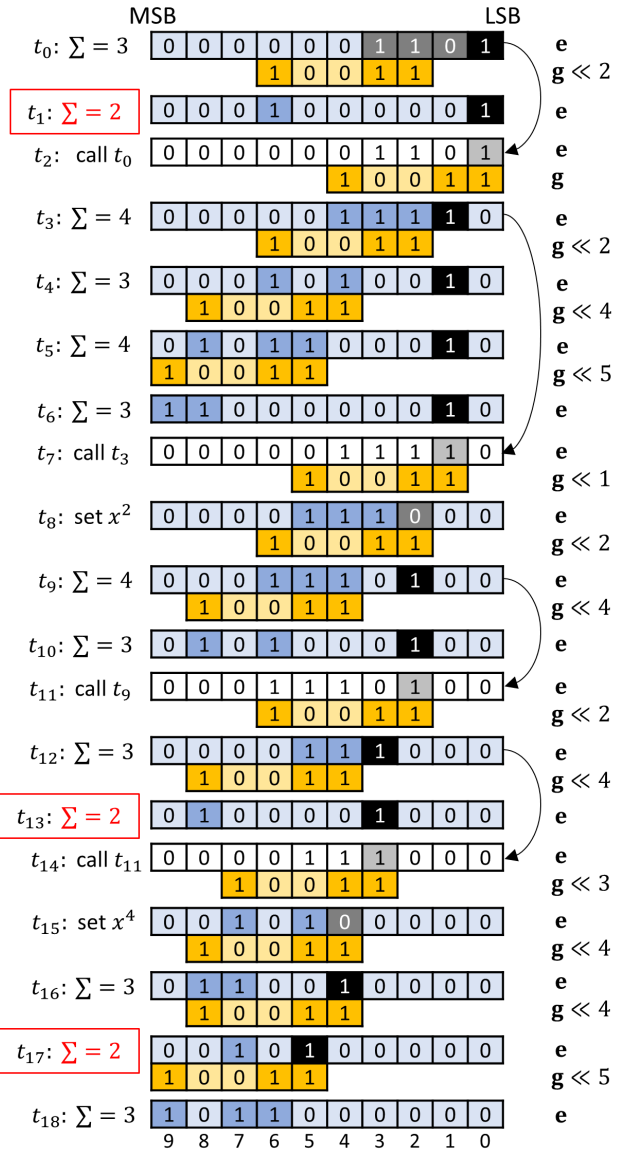 MSB LSB
t₀: ∑ = 3 0 0 0 0 0 0 1 1 0 1 e
1 0 0 1 1 g ≪ 2
t₁: ∑ = 2 0 0 0 1 0 0 0 0 0 1 e
t₂: call t₀ 0 0 0 0 0 0 1 1 0 1 e
1 0 0 1 1 g
t₃: ∑ = 4 0 0 0 0 0 1 1 1 1 0 e
1 0 0 1 1 g ≪ 2
t₄: ∑ = 3 0 0 0 1 0 1 0 0 1 0 e
1 0 0 1 1 g ≪ 4
t₅: ∑ = 4 0 1 0 1 1 0 0 0 1 0 e
1 0 0 1 1 g ≪ 5
t₆: ∑ = 3 1 1 0 0 0 0 0 0 1 0 e
t₇: call t₃ 0 0 0 0 0 1 1 1 1 0 e
1 0 0 1 1 g ≪ 1
t₈: set x² 0 0 0 0 1 1 1 0 0 0 e
1 0 0 1 1 g ≪ 2
t₉: ∑ = 4 0 0 0 1 1 1 0 1 0 0 e
1 0 0 1 1 g ≪ 4
t₁₀: ∑ = 3 0 1 0 1 0 0 0 1 0 0 e
t₁₁: call t₉ 0 0 0 1 1 1 0 1 0 0 e
1 0 0 1 1 g ≪ 2
t₁₂: ∑ = 3 0 0 0 0 1 1 1 0 0 0 e
1 0 0 1 1 g ≪ 4
t₁₃: ∑ = 2 0 1 0 0 0 0 1 0 0 0 e
t₁₄: call t₁₁ 0 0 0 0 1 1 1 0 0 0 e
1 0 0 1 1 g ≪ 3
t₁₅: set x⁴ 0 0 1 0 1 0 0 0 0 0 e
1 0 0 1 1 g ≪ 4
t₁₆: ∑ = 3 0 1 1 0 0 1 0 0 0 0 e
1 0 0 1 1 g ≪ 4
t₁₇: ∑ = 2 0 0 1 0 1 0 0 0 0 0 e
1 0 0 1 1 g ≪ 5
t₁₈: ∑ = 3 1 0 1 1 0 0 0 0 0 0 e
9 8 7 6 5 4 3 2 1 0